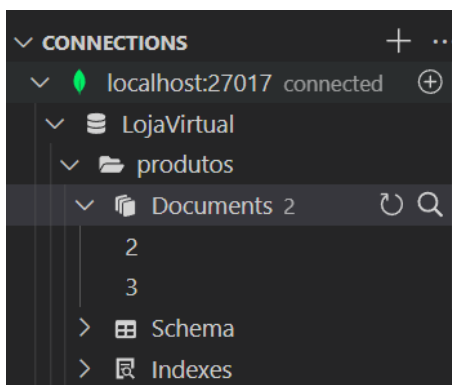 CONNECTIONS
localhost:27017 connected
LojaVirtual
produtos
Documents 2
2
3
Schema
Indexes